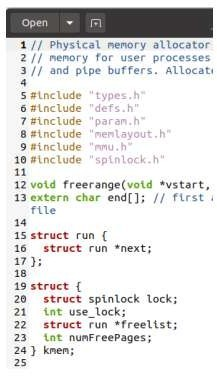 Open
1 // Physical memory allocator
2 // memory for user processes
3 // and pipe buffers. Allocate
4
5 #include "types.h"
6 #include "defs.h"
7 #include "param.h"
8 #include "memlayout.h"
9 #include "mmu.h"
10 #include "spinlock.h"
11
12 void freerange(void *vstart,
13 extern char end[]; // first a
file
14
15 struct run {
16   struct run *next;
17 };
18
19 struct {
20   struct spinlock lock;
21   int use_lock;
22   struct run *freelist;
23   int numFreePages;
24 } kmem;
25